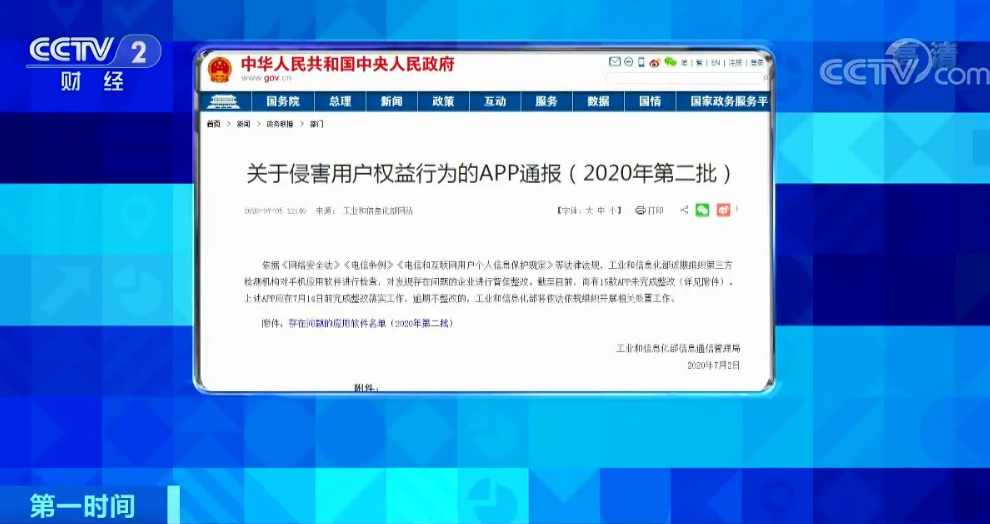 CCTV 2
财 经
高清
CCTV.com
中华人民共和国中央人民政府
www.gov.cn
简 | 繁 | EN | 注册 | 登录
国务院 总理 新闻 政策 互动 服务 数据 国情 国家政务服务平
首页 > 新闻 > 政务联播 > 部门
关于侵害用户权益行为的APP通报（2020年第二批）
来源： 工业和信息化部网站
【字体：大 中 小】 打印
依据《网络安全法》《电信条例》《电信和互联网用户个人信息保护规定》等法律法规，工业和信息化部近期组织第三方
检测机构对手机应用软件进行检查，对发现存在问题的企业进行督促整改。截至目前，尚有15款APP未完成整改（详见附件）。
上述APP应在7月14日前完成整改落实工作，逾期不整改的，工业和信息化部将依法依规组织开展相关处置工作。
附件：存在问题的应用软件名单（2020年第二批）
工业和信息化部信息通信管理局
2020年7月2日
附件：
第一时间